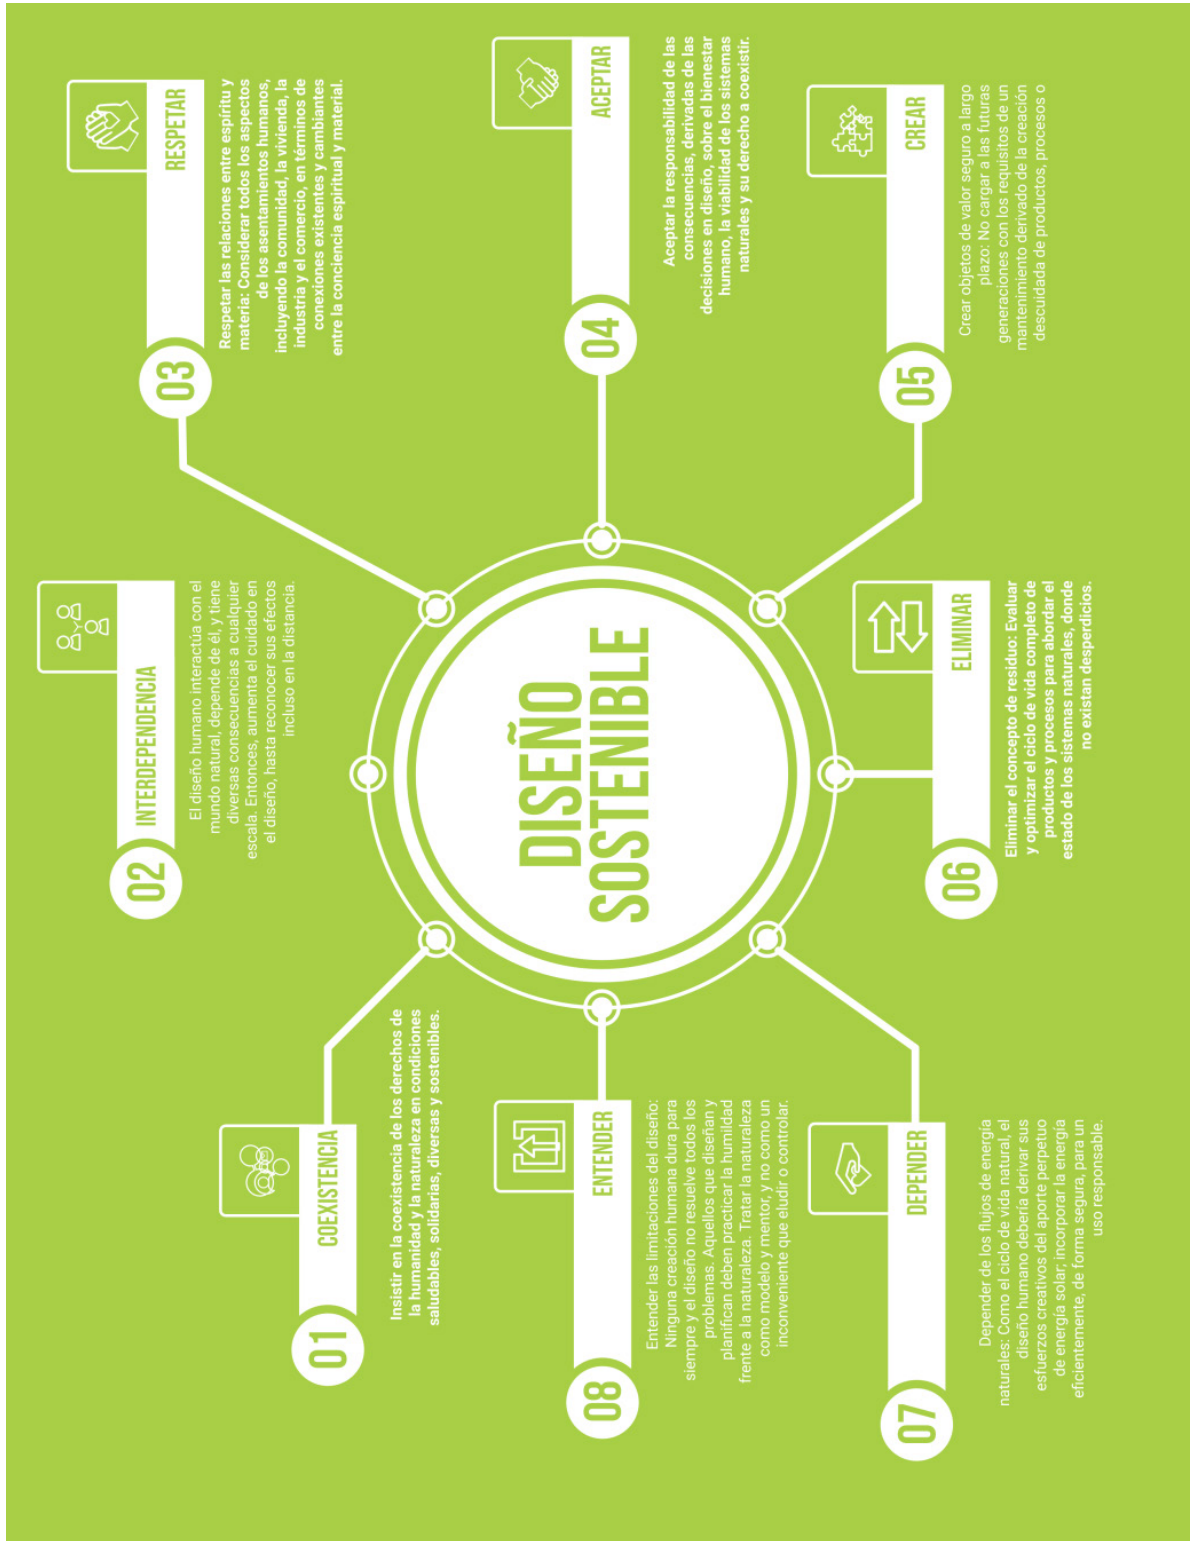 DISEÑO
SOSTENIBLE
01
COEXISTENCIA
Insistir en la coexistencia de los derechos de
la humanidad y la naturaleza en condiciones
saludables, solidarias, diversas y sostenibles.
02
INTERDEPENDENCIA
El diseño humano interactúa con el
mundo natural, depende de él, y tiene
diversas consecuencias a cualquier
escala. Entonces, aumenta el cuidado en
el diseño, hasta reconocer sus efectos
incluso en la distancia.
03
RESPETAR
Respetar las relaciones entre espíritu y
materia: Considerar todos los aspectos
de los asentamientos humanos,
incluyendo la comunidad, la vivienda, la
industria y el comercio, en términos de
conexiones existentes y cambiantes
entre la conciencia espiritual y material.
04
ACEPTAR
Aceptar la responsabilidad de las
consecuencias, derivadas de las
decisiones en diseño, sobre el bienestar
humano, la viabilidad de los sistemas
naturales y su derecho a coexistir.
05
CREAR
Crear objetos de valor seguro a largo
plazo: No cargar a las futuras
generaciones con los requisitos de un
mantenimiento derivado de la creación
descuidada de productos, procesos o
06
ELIMINAR
Eliminar el concepto de residuo: Evaluar
y optimizar el ciclo de vida completo de
productos y procesos para abordar el
estado de los sistemas naturales, donde
no existan desperdicios.
07
DEPENDER
Depender de los flujos de energía
naturales: Como el ciclo de vida natural, el
diseño humano debería derivar sus
esfuerzos creativos del aporte perpetuo
de energía solar; incorporar la energía
eficientemente, de forma segura, para un
uso responsable.
08
ENTENDER
Entender las limitaciones del diseño:
Ninguna creación humana dura para
siempre y el diseño no resuelve todos los
problemas. Aquellos que diseñan y
planifican deben practicar la humildad
frente a la naturaleza. Tratar la naturaleza
como modelo y mentor, y no como un
inconveniente que eludir o controlar.